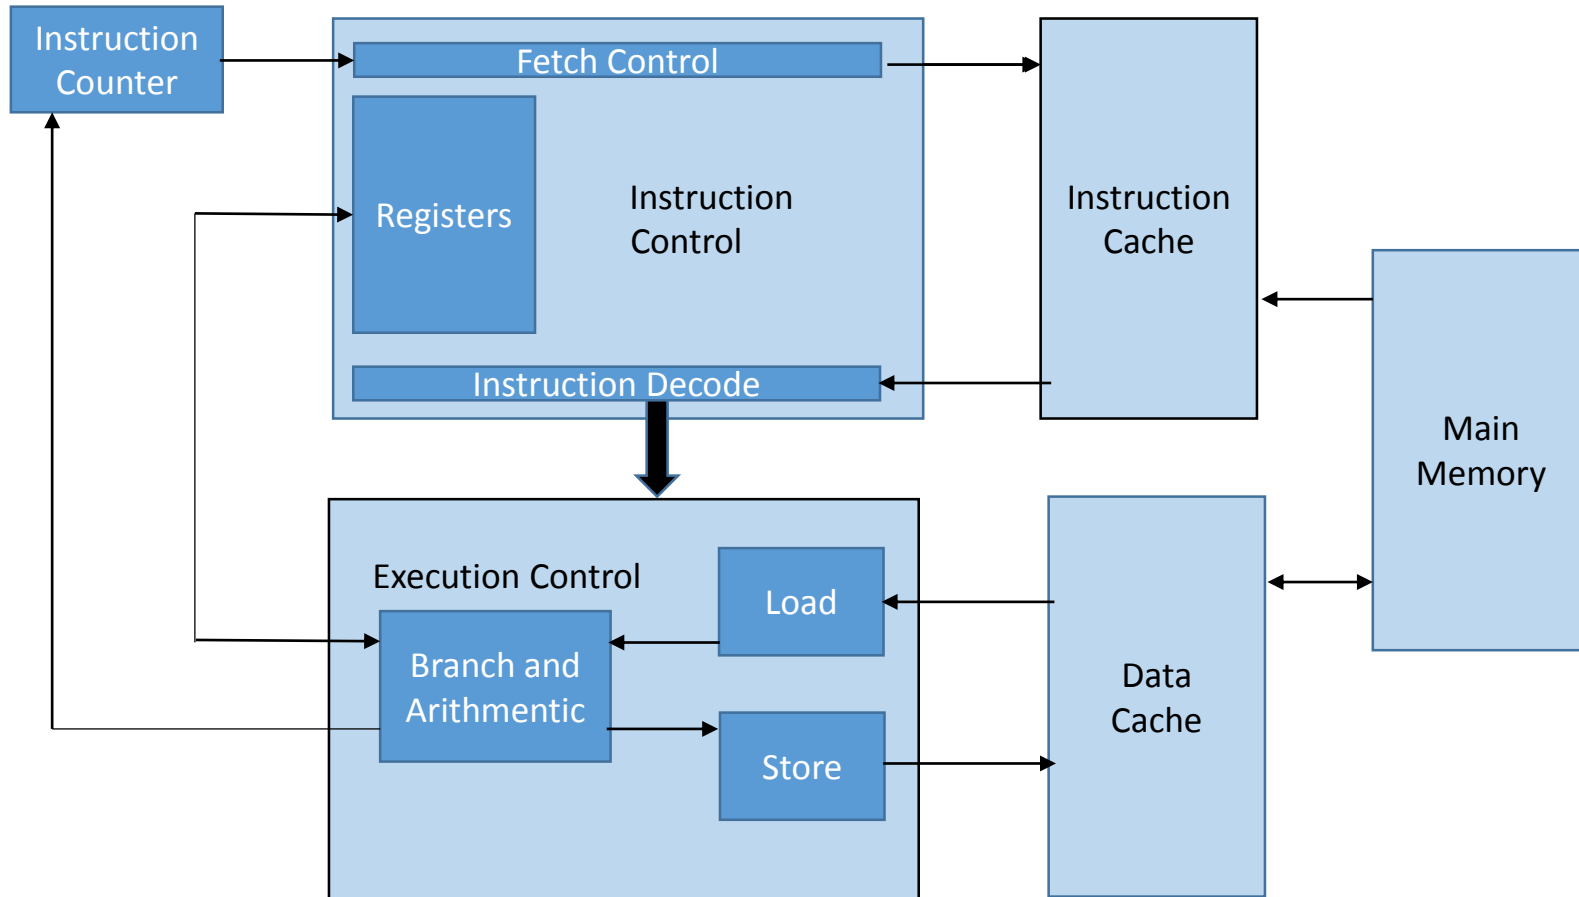 Instruction
Counter
Fetch Control
Registers
Instruction
Control
Instruction
Cache
Instruction Decode
Main
Memory
Execution Control
Load
Branch and
Arithmentic
Store
Data
Cache